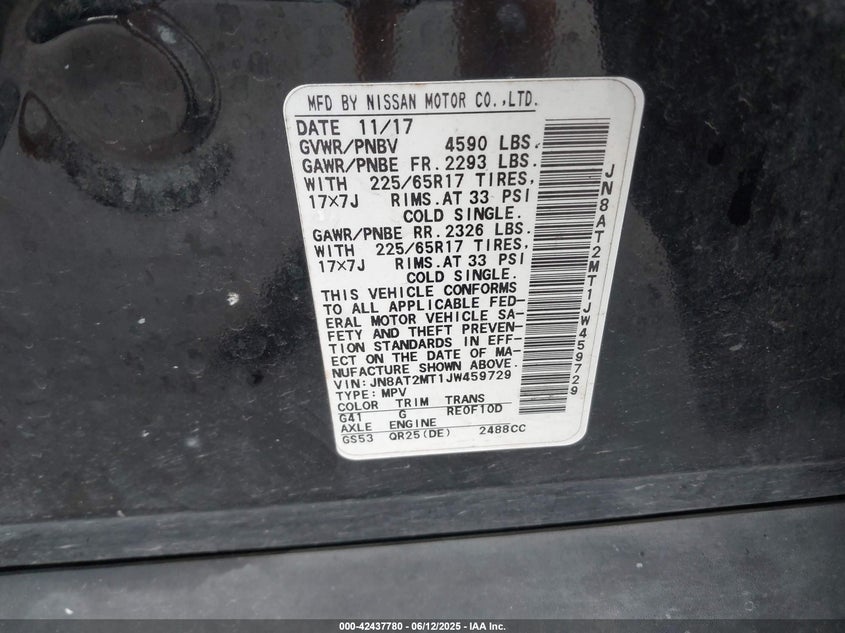 MFD BY NISSAN MOTOR CO.,LTD.
DATE 11/17
GVWR/PNBV 4590 LBS.
GAWR/PNBE FR. 2293 LBS.
WITH 225/65R17 TIRES,
17×7J RIMS.AT 33 PSI
COLD SINGLE.
GAWR/PNBE RR. 2326 LBS.
WITH 225/65R17 TIRES,
17×7J RIMS.AT 33 PSI
COLD SINGLE.
THIS VEHICLE CONFORMS
TO ALL APPLICABLE FED-
ERAL MOTOR VEHICLE SA-
FETY AND THEFT PREVEN-
TION STANDARDS IN EFF-
ECT ON THE DATE OF MA-
NUFACTURE SHOWN ABOVE.
VIN:JN8AT2MT1JW459729
TYPE:MPV
COLOR TRIM TRANS
G41 G RE0F10D
AXLE ENGINE
GS53 QR25(DE) 2488CC
JN8AT2MT1JW459729
000-42437780 - 06/12/2025 - IAA Inc.